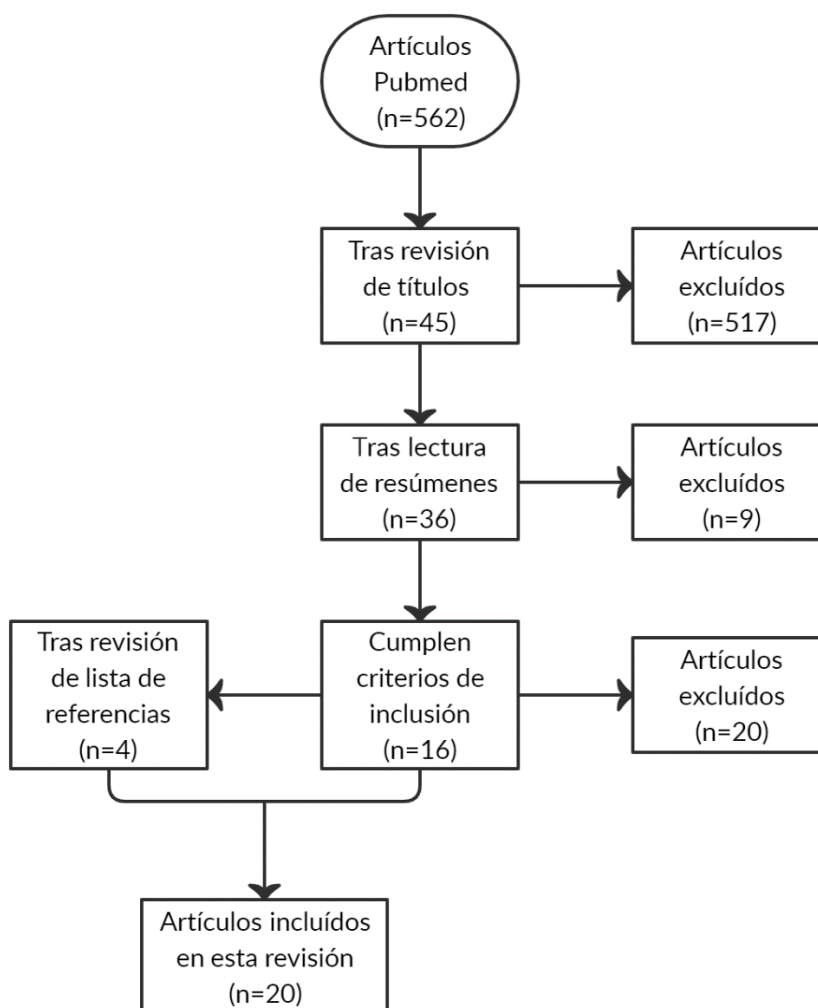 Artículos
Pubmed
(n=562)
Tras revisión
de títulos
(n=45)
Artículos
excluídos
(n=517)
Tras lectura
de resúmenes
(n=36)
Artículos
excluídos
(n=9)
Tras revisión
de lista de
referencias
(n=4)
Cumplen
criterios de
inclusión
(n=16)
Artículos
excluídos
(n=20)
Artículos incluídos
en esta revisión
(n=20)